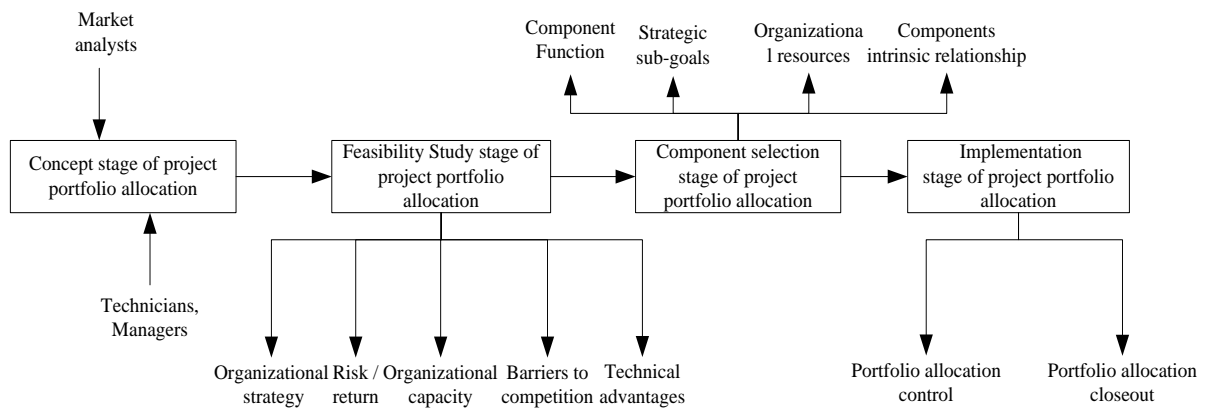 Market
analysts
Component
Function
Strategic
sub-goals
Organizationa
l resources
Components
intrinsic relationship
Concept stage of project
portfolio allocation
Feasibility Study stage of
project portfolio
allocation
Component selection
stage of project
portfolio allocation
Implementation
stage of project portfolio
allocation
Technicians,
Managers
Organizational
strategy
Risk /
return
Organizational
capacity
Barriers to
competition
Technical
advantages
Portfolio allocation
control
Portfolio allocation
closeout